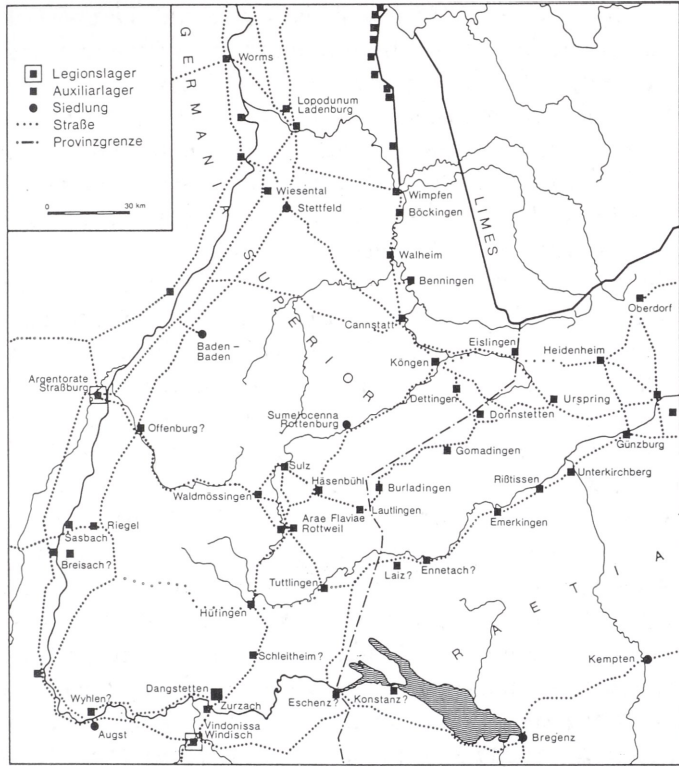 Legionslager
Auxiliarlager
Siedlung
Straße
Provinzgrenze
0 30 km
GERMANIA SUPERIOR
LIMES
RAETIA
Worms
Lopodunum
Ladenburg
Wiesental
Stettfeld
Wimpfen
Böckingen
Walheim
Benningen
Cannstatt
Oberdorf
Baden-
Baden
Eislingen
Heidenheim
Köngen
Argentorate
Straßburg
Dettingen
Urspring
Donnstetten
Sumelocenna
Rottenburg
Offenburg?
Günzburg
Gomadingen
Sulz
Unterkirchberg
Häsenbühl
Burladingen
Rißtissen
Waldmössingen
Lautlingen
Emerkingen
Arae Flaviae
Rottweil
Riegel
Sasbach
Breisach?
Laiz?
Ennetach?
Tuttlingen
Hüfingen
Schleitheim?
Kempten
Dangstetten
Zurzach
Eschenz?
Konstanz?
Wyhlen?
Augst
Vindonissa
Windisch
Bregenz